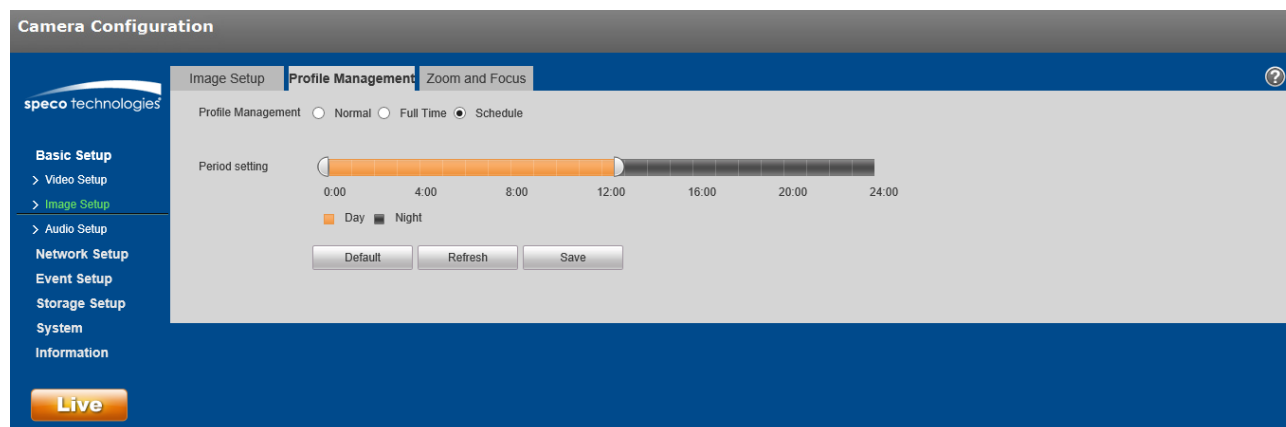 Camera Configuration
speco technologies
Image Setup Profile Management Zoom and Focus ?
Profile Management Normal Full Time Schedule
Period setting
0:00 4:00 8:00 12:00 16:00 20:00 24:00
Day Night
Default Refresh Save
Basic Setup
> Video Setup
> Image Setup
> Audio Setup
Network Setup
Event Setup
Storage Setup
System
Information
Live